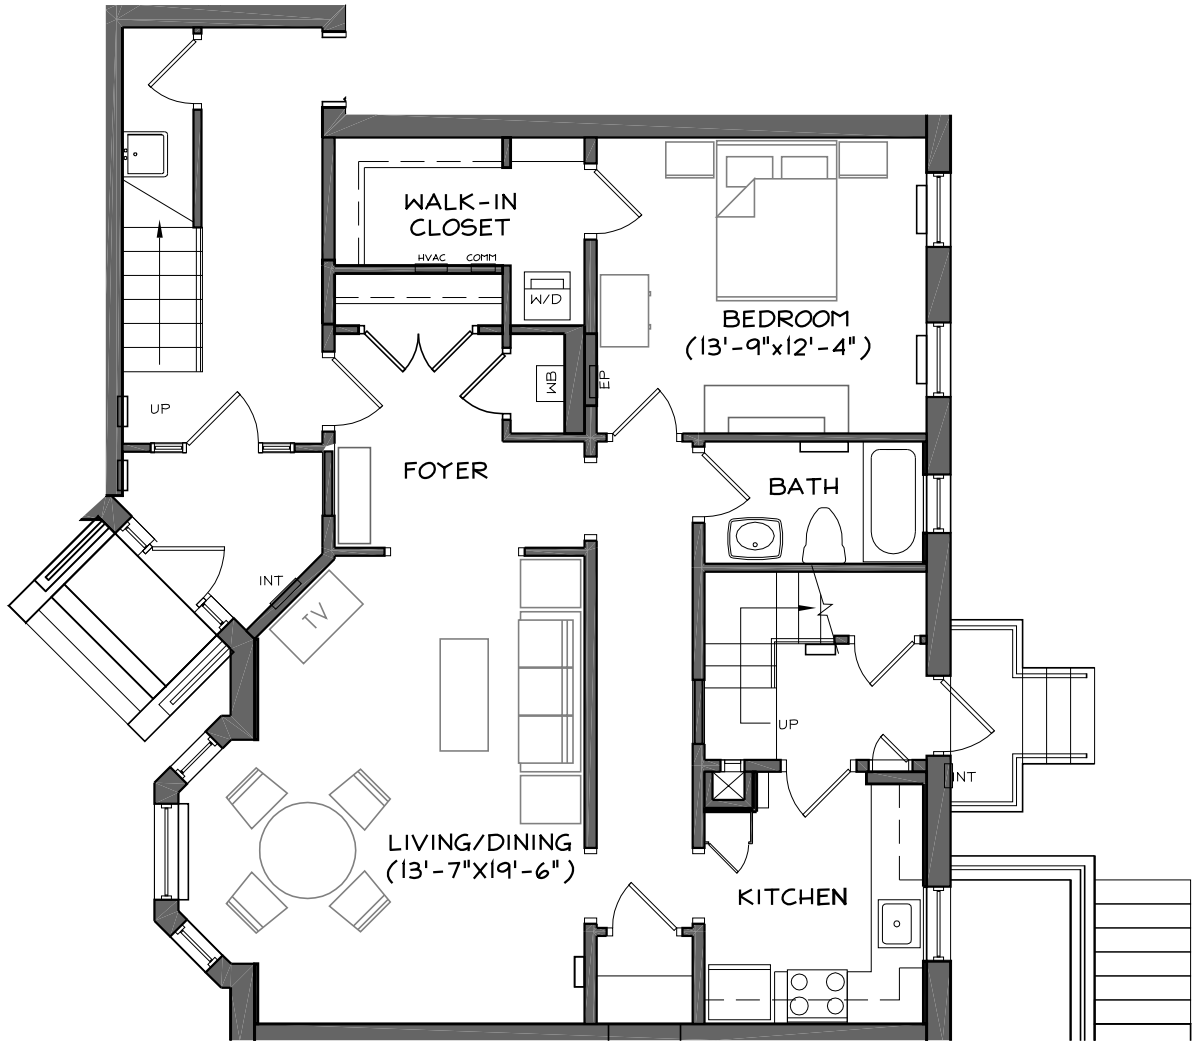 WALK-IN
CLOSET
HVAC COMM
W/D
BEDROOM
(13'-9"x12'-4")
WB
EP
UP
FOYER
BATH
INT
TV
UP
INT
LIVING/DINING
(13'-7"X19'-6")
KITCHEN